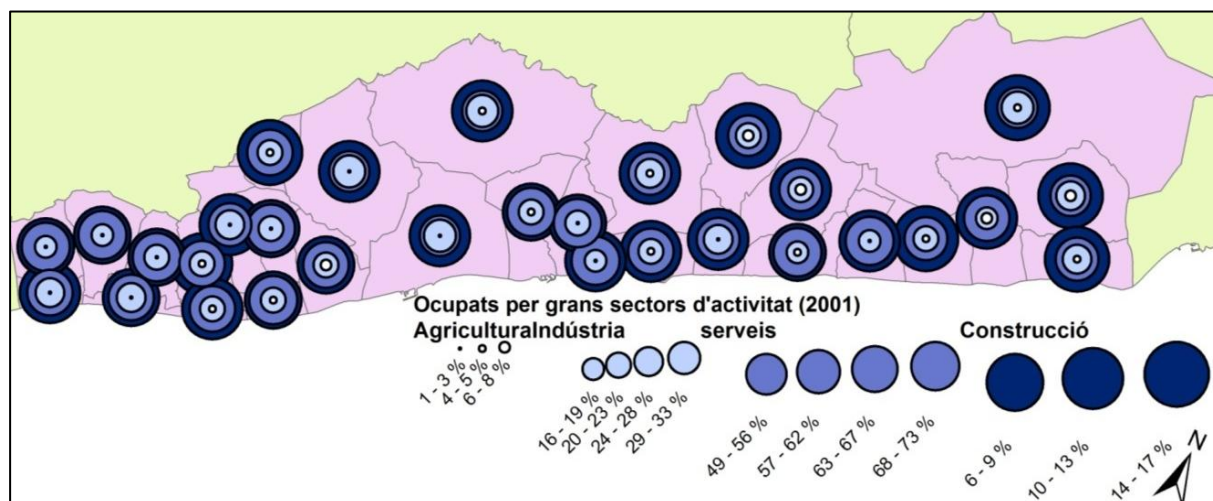 Ocupats per grans sectors d'activitat (2001)
AgriculturaIndústria serveis Construcció
1 - 3 %
4 - 5 %
6 - 8 %
16 - 19 %
20 - 23 %
24 - 28 %
29 - 33 %
49 - 56 %
57 - 62 %
63 - 67 %
68 - 73 %
6 - 9 %
10 - 13 %
14 - 17 %
N